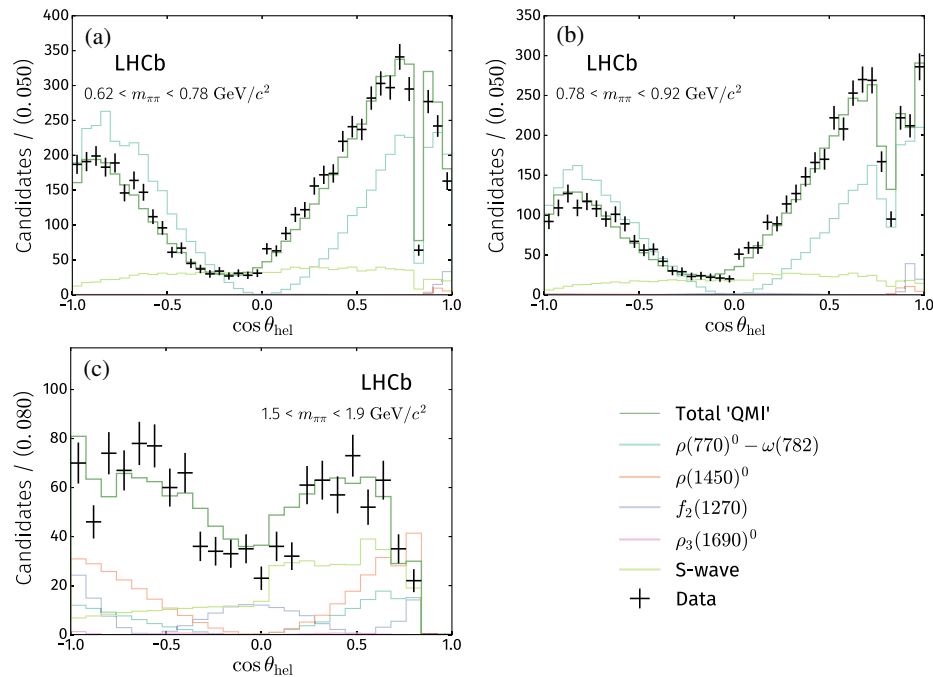 (a)
LHCb
0.62 < m_ππ < 0.78 GeV/c²
Candidates / (0.050)
400
350
300
250
200
150
100
50
0
−1.0 −0.5 0.0 0.5 1.0
cos θ_hel
(b)
LHCb
0.78 < m_ππ < 0.92 GeV/c²
Candidates / (0.050)
350
300
250
200
150
100
50
0
−1.0 −0.5 0.0 0.5 1.0
cos θ_hel
(c)
LHCb
1.5 < m_ππ < 1.9 GeV/c²
Candidates / (0.080)
100
80
60
40
20
0
−1.0 −0.5 0.0 0.5 1.0
cos θ_hel
Total 'QMI'
ρ(770)⁰ − ω(782)
ρ(1450)⁰
f₂(1270)
ρ₃(1690)⁰
S-wave
Data